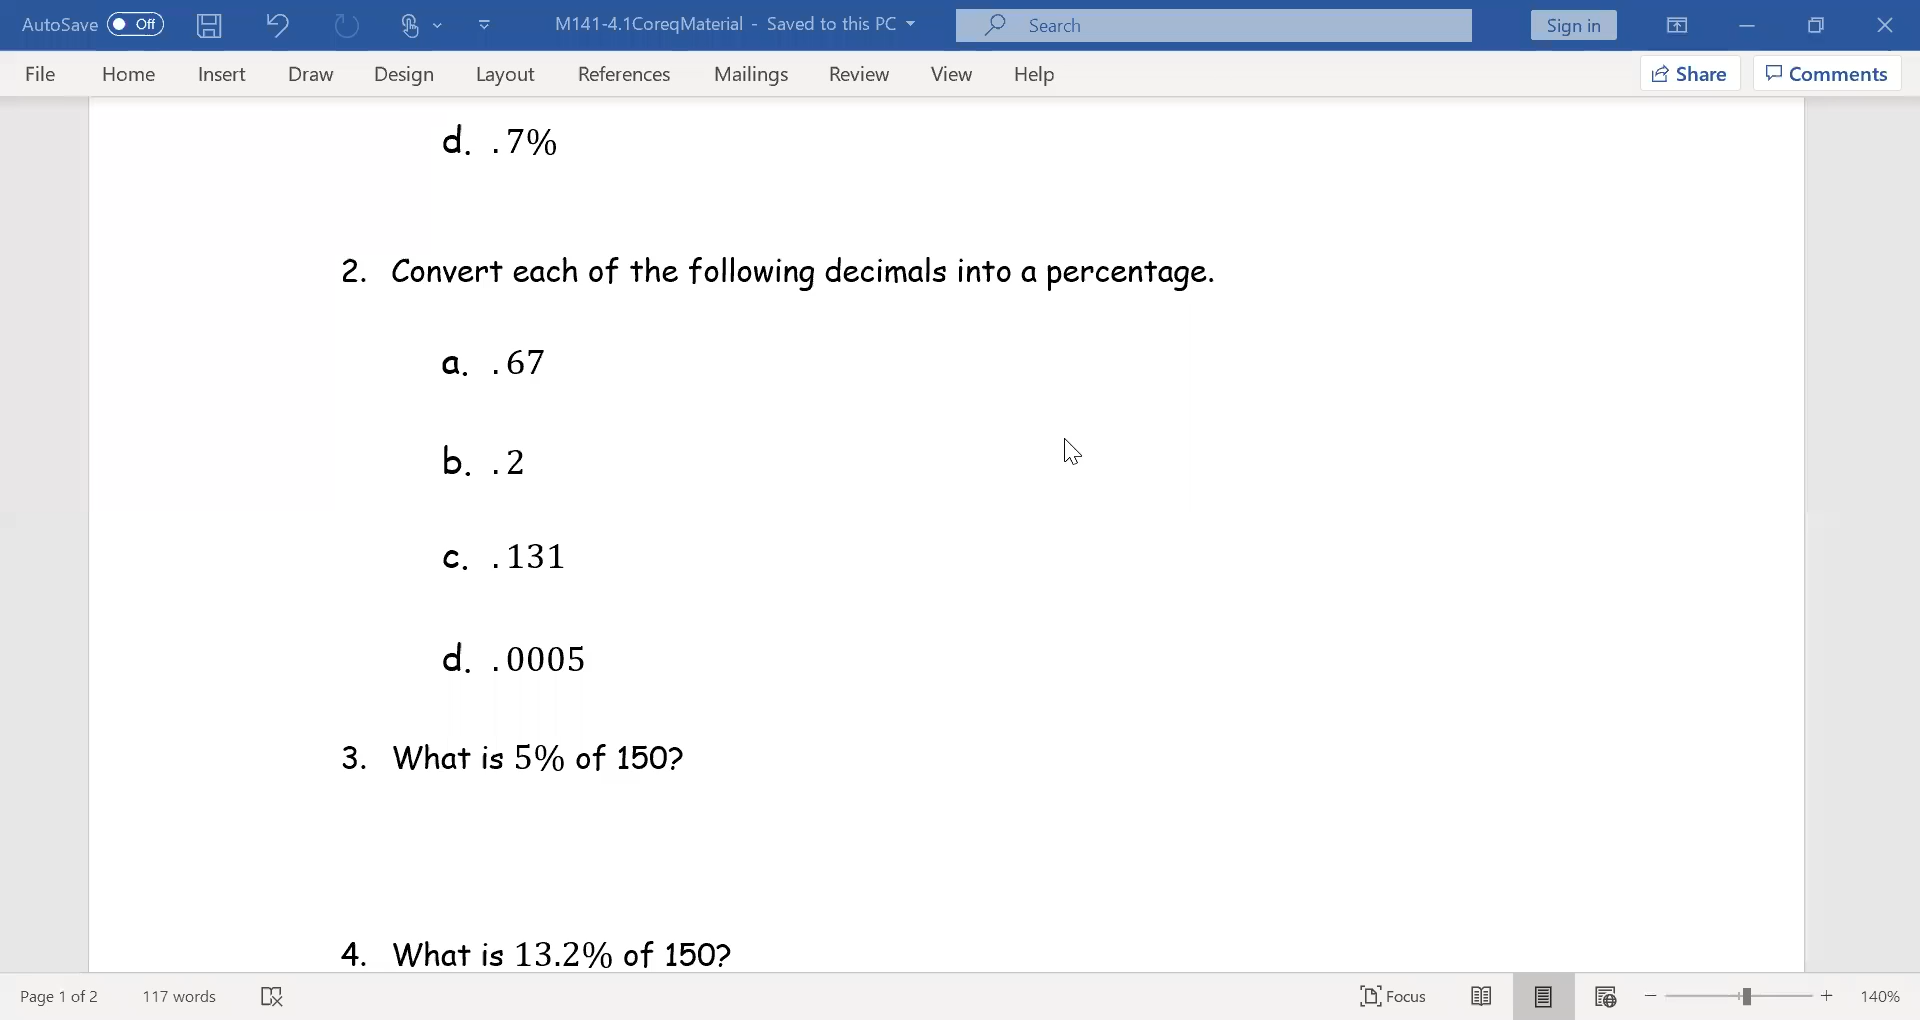 AutoSave Off M141-4.1CoreqMaterial - Saved to this PC Search Sign in
File Home Insert Draw Design Layout References Mailings Review View Help Share Comments
d. .7%
2. Convert each of the following decimals into a percentage.
a. .67
b. .2
c. .131
d. .0005
3. What is 5% of 150?
4. What is 13.2% of 150?
Page 1 of 2 117 words Focus 140%